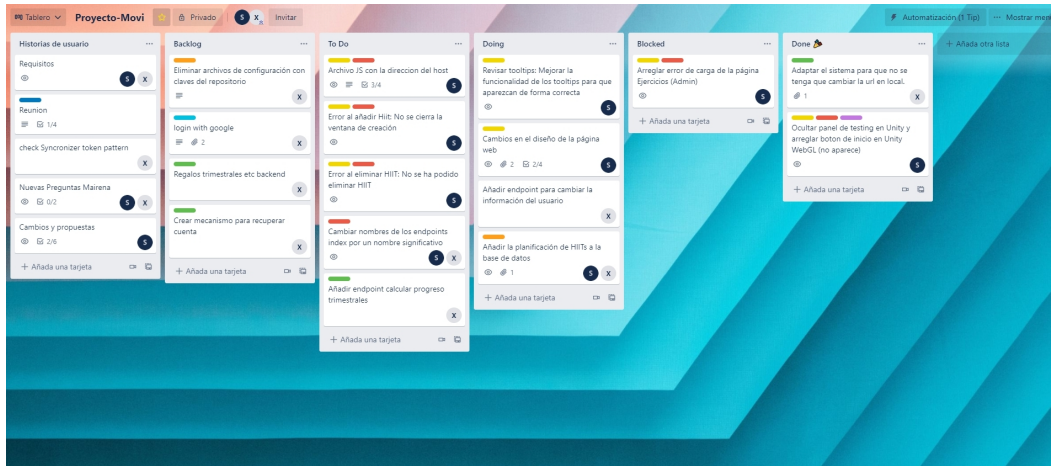 Tablero
Proyecto-Movi
Privado
S
X
Invitar
Automatización (1 Tip)
Mostrar menú
Historias de usuario
Requisitos
S
X
Reunion
1/4
check Syncronizer token pattern
X
Nuevas Preguntas Mairena
0/2
S
X
Cambios y propuestas
2/6
S
+ Añada una tarjeta
Backlog
Eliminar archivos de configuración con
claves del repositorio
X
login with google
2
X
Regalos trimestrales etc backend
X
Crear mecanismo para recuperar
cuenta
X
+ Añada una tarjeta
To Do
Archivo JS con la direccion del host
3/4
S
Error al añadir Hiit: No se cierra la
ventana de creación
S
Error al eliminar HIIT: No se ha podido
eliminar HIIT
S
Cambiar nombres de los endpoints
index por un nombre significativo
S
X
Añadir endpoint calcular progreso
trimestrales
X
+ Añada una tarjeta
Doing
Revisar tooltips: Mejorar la
funcionalidad de los tooltips para que
aparezcan de forma correcta
S
Cambios en el diseño de la página
web
2
2/4
S
Añadir endpoint para cambiar la
información del usuario
X
Añadir la planificación de HIITs a la
base de datos
1
S
X
+ Añada una tarjeta
Blocked
Arreglar error de carga de la página
Ejercicios (Admin)
S
+ Añada una tarjeta
Done 🎉
Adaptar el sistema para que no se
tenga que cambiar la url en local.
1
X
Ocultar panel de testing en Unity y
arreglar boton de inicio en Unity
WebGL (no aparece)
S
+ Añada una tarjeta
+ Añada otra lista